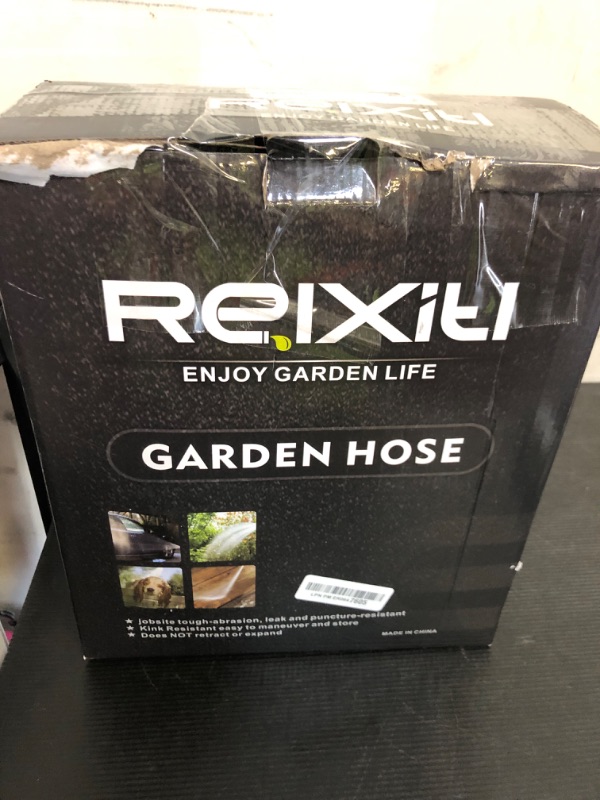 REIXITI
ENJOY GARDEN LIFE
GARDEN HOSE
★ jobsite tough-abrasion, leak and puncture-resistant
★ Kink Resistant easy to maneuver and store
★ Does NOT retract or expand
MADE IN CHINA